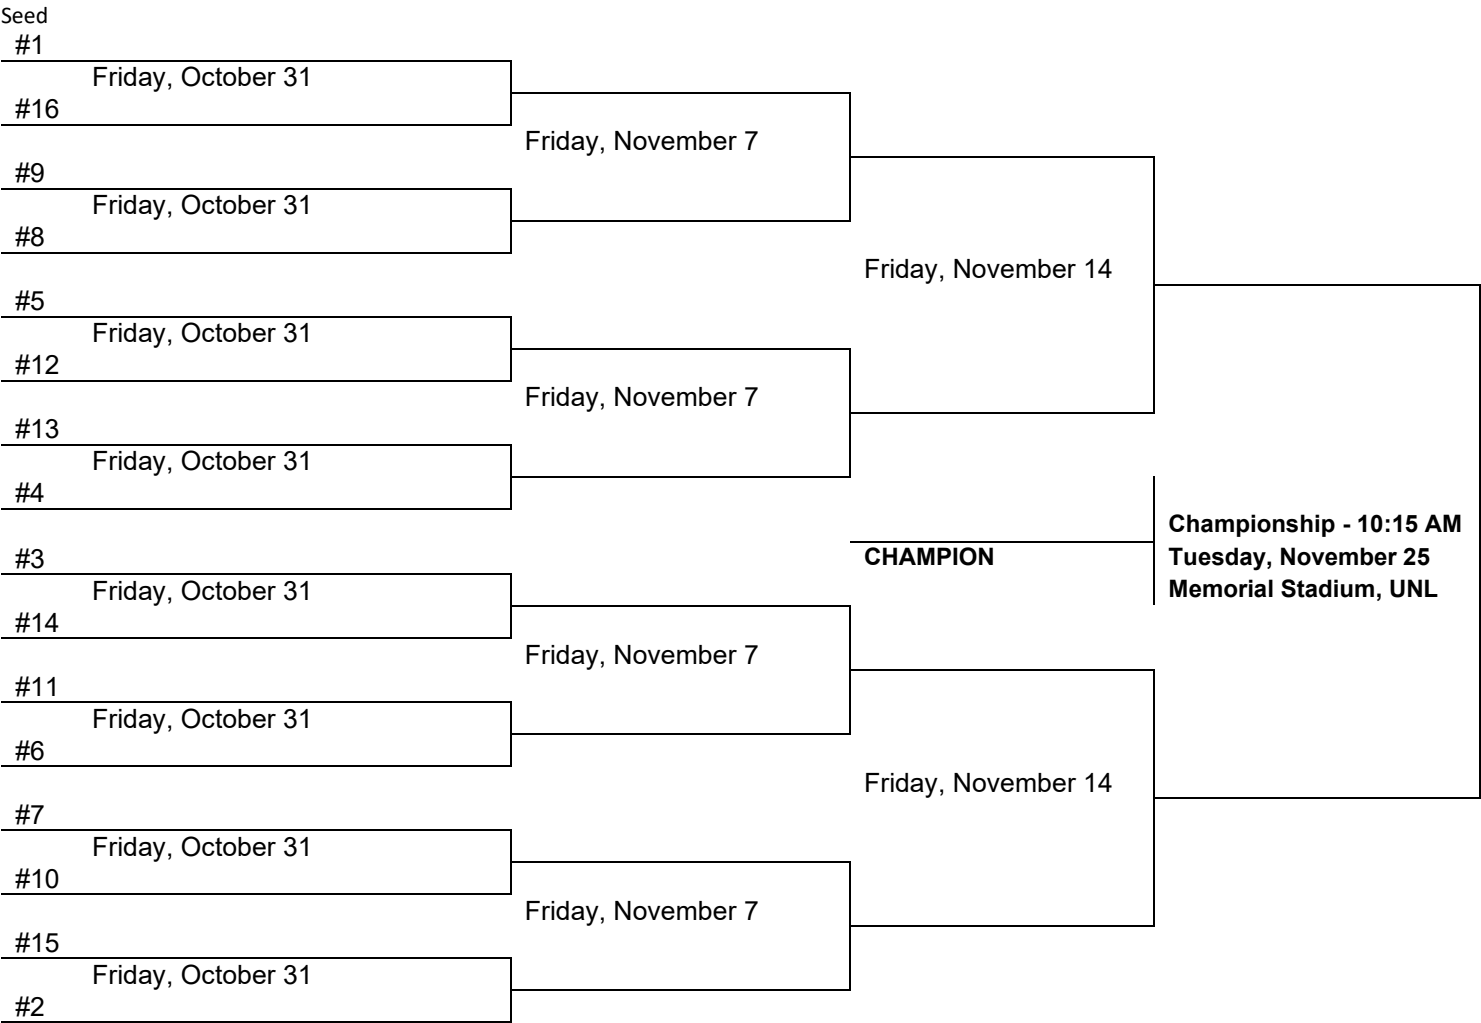 Seed
#1
Friday, October 31
#16
Friday, November 7
#9
Friday, October 31
#8
Friday, November 14
#5
Friday, October 31
#12
Friday, November 7
#13
Friday, October 31
#4
Championship - 10:15 AM
CHAMPION
Tuesday, November 25
Memorial Stadium, UNL
#3
Friday, October 31
#14
Friday, November 7
#11
Friday, October 31
#6
Friday, November 14
#7
Friday, October 31
#10
Friday, November 7
#15
Friday, October 31
#2